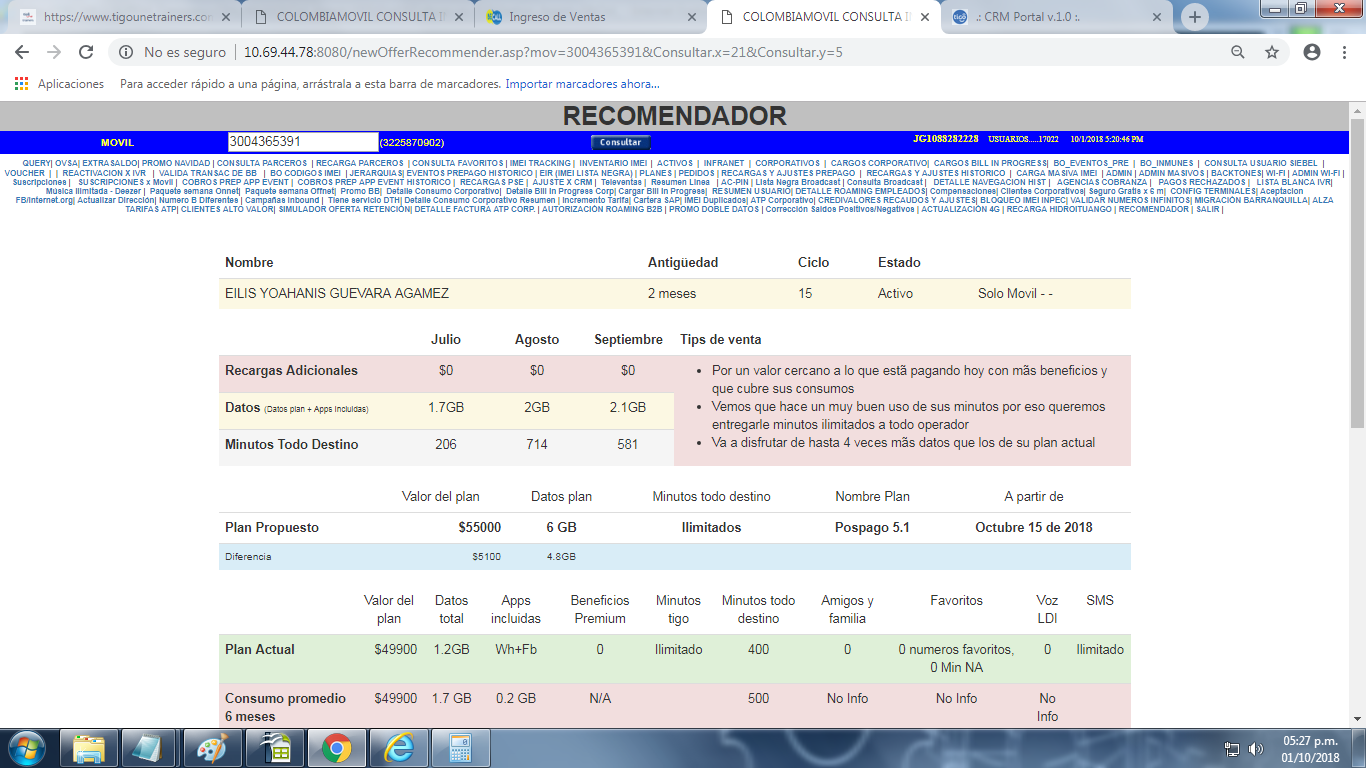 https://www.tigounetrainers.com
COLOMBIAMOVIL CONSULTA I
Ingreso de Ventas
COLOMBIAMOVIL CONSULTA I
.: CRM Portal v.1.0 :.
No es seguro | 10.69.44.78:8080/newOfferRecommender.asp?mov=3004365391&Consultar.x=21&Consultar.y=5
Aplicaciones Para acceder rápido a una página, arrástrala a esta barra de marcadores. Importar marcadores ahora...
RECOMENDADOR
MOVIL 3004365391 (3225870902) Consultar JG1088282228 USUARIOS.....17022 10/1/2018 5:20:46 PM
QUERY| OVSA| EXTRASALDO| PROMO NAVIDAD | CONSULTA PARCEROS | RECARGA PARCEROS | CONSULTA FAVORITOS | IMEI TRACKING | INVENTARIO IMEI | ACTIVOS | INFRANET | CORPORATIVOS | CARGOS CORPORATIVO| CARGOS BILL IN PROGRESS| BO_EVENTOS_PRE | BO_INMUNES | CONSULTA USUARIO SIEBEL |
VOUCHER | | REACTIVACION X IVR | VALIDA TRANSAC DE BB | BO CODIGOS IMEI | JERARQUIAS| EVENTOS PREPAGO HISTORICO | EIR (IMEI LISTA NEGRA) | PLANES | PEDIDOS | RECARGAS Y AJUSTES PREPAGO | RECARGAS Y AJUSTES HISTORICO | CARGA MASIVA IMEI | ADMIN | ADMIN MASIVOS | BACKTONES| WI-FI | ADMIN WI-FI |
Suscripciones | SUSCRIPCIONES x Movil | COBROS PREP APP EVENT | COBROS PREP APP EVENT HISTORICO | RECARGAS PSE | AJUSTE X CRM | Televentas | Resumen Linea | AC-PIN | Lista Negra Broadcast | Consulta Broadcast | DETALLE NAVEGACION HIST | AGENCIAS COBRANZA | PAGOS RECHAZADOS | LISTA BLANCA IVR|
Musica Ilimitada - Deezer| Paquete semana Onnet| Paquete semana Offnet| Promo BB| Detalle Consumo Corporativo| Detalle Bill In Progress Corp| Cargar Bill In Progress| RESUMEN USUARIO| DETALLE ROAMING EMPLEADOS| Compensaciones| Clientes Corporativos| Seguro Gratis x 6 m| CONFIG TERMINALES| Aceptacion
FB/Internet.org| Actualizar Dirección| Numero B Diferentes | Campañas Inbound | Tiene servicio DTH| Detalle Consumo Corporativo Resumen | Incremento Tarifa| Cartera SAP| IMEI Duplicados| ATP Corporativo| CREDIVALORES RECAUDOS Y AJUSTES| BLOQUEO IMEI INPEC| VALIDAR NUMEROS INFINITOS| MIGRACIÓN BARRANQUILLA| ALZA
TARIFAS ATP| CLIENTES ALTO VALOR| SIMULADOR OFERTA RETENCIÓN| DETALLE FACTURA ATP CORP. | AUTORIZACIÓN ROAMING B2B | PROMO DOBLE DATOS | Corrección Saldos Positivos/Negativos | ACTUALIZACIÓN 4G | RECARGA HIDROITUANGO | RECOMENDADOR | SALIR |
Nombre Antigüedad Ciclo Estado
EILIS YOAHANIS GUEVARA AGAMEZ 2 meses 15 Activo Solo Movil - -
Julio Agosto Septiembre Tips de venta
Recargas Adicionales $0 $0 $0
Datos (Datos plan + Apps incluidas) 1.7GB 2GB 2.1GB
Minutos Todo Destino 206 714 581
• Por un valor cercano a lo que estã pagando hoy con mãs beneficios y
que cubre sus consumos
• Vemos que hace un muy buen uso de sus minutos por eso queremos
entregarle minutos ilimitados a todo operador
• Va a disfrutar de hasta 4 veces mãs datos que los de su plan actual
Valor del plan Datos plan Minutos todo destino Nombre Plan A partir de
Plan Propuesto $55000 6 GB Ilimitados Pospago 5.1 Octubre 15 de 2018
Diferencia $5100 4.8GB
Valor del plan Datos total Apps incluidas Beneficios Premium Minutos tigo Minutos todo destino Amigos y familia Favoritos Voz LDI SMS
Plan Actual $49900 1.2GB Wh+Fb 0 Ilimitado 400 0 0 numeros favoritos, 0 Min NA 0 Ilimitado
Consumo promedio 6 meses $49900 1.7 GB 0.2 GB N/A 500 No Info No Info No Info
05:27 p.m.
01/10/2018